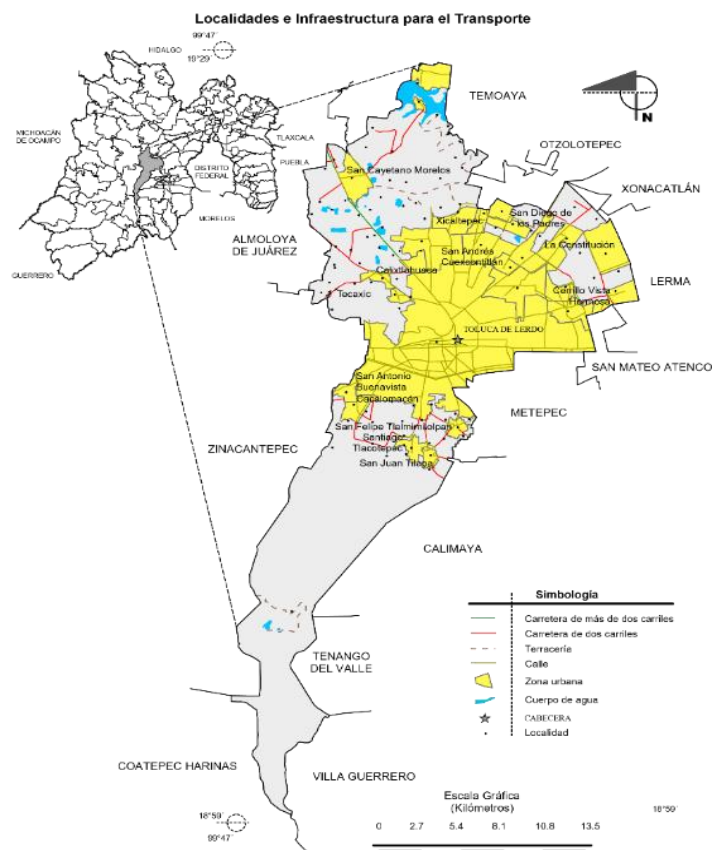 Localidades e Infraestructura para el Transporte
99°47'
HIDALGO
19°29'
TEMOAYA
N
MICHOACÁN
DE OCAMPO
TLAXCALA
OTZOLOTEPEC
PUEBLA
DISTRITO
FEDERAL
San Cayetano Morelos
XONACATLÁN
MORELOS
Xicaltepec
San Diego de
los Padres
ALMOLOYA
DE JUÁREZ
San Andrés
Cuexcontitlán
La Constitución
GUERRERO
Calixtlahuaca
LERMA
Tecaxic
Cerrillo Vista
Hermosa
TOLUCA DE LERDO
SAN MATEO ATENCO
San Antonio
Buenavista
Cacalomacán
METEPEC
San Felipe Tlalmimilolpan
ZINACANTEPEC
Santiago
Tlacotepec
San Juan Tilapa
CALIMAYA
Simbología
Carretera de más de dos carriles
Carretera de dos carriles
Terracería
TENANGO
DEL VALLE
Calle
Zona urbana
Cuerpo de agua
CABECERA
Localidad
COATEPEC HARINAS
VILLA GUERRERO
Escala Gráfica
(Kilómetros)
18°59'
18°59'
0 2.7 5.4 8.1 10.8 13.5
99°47'